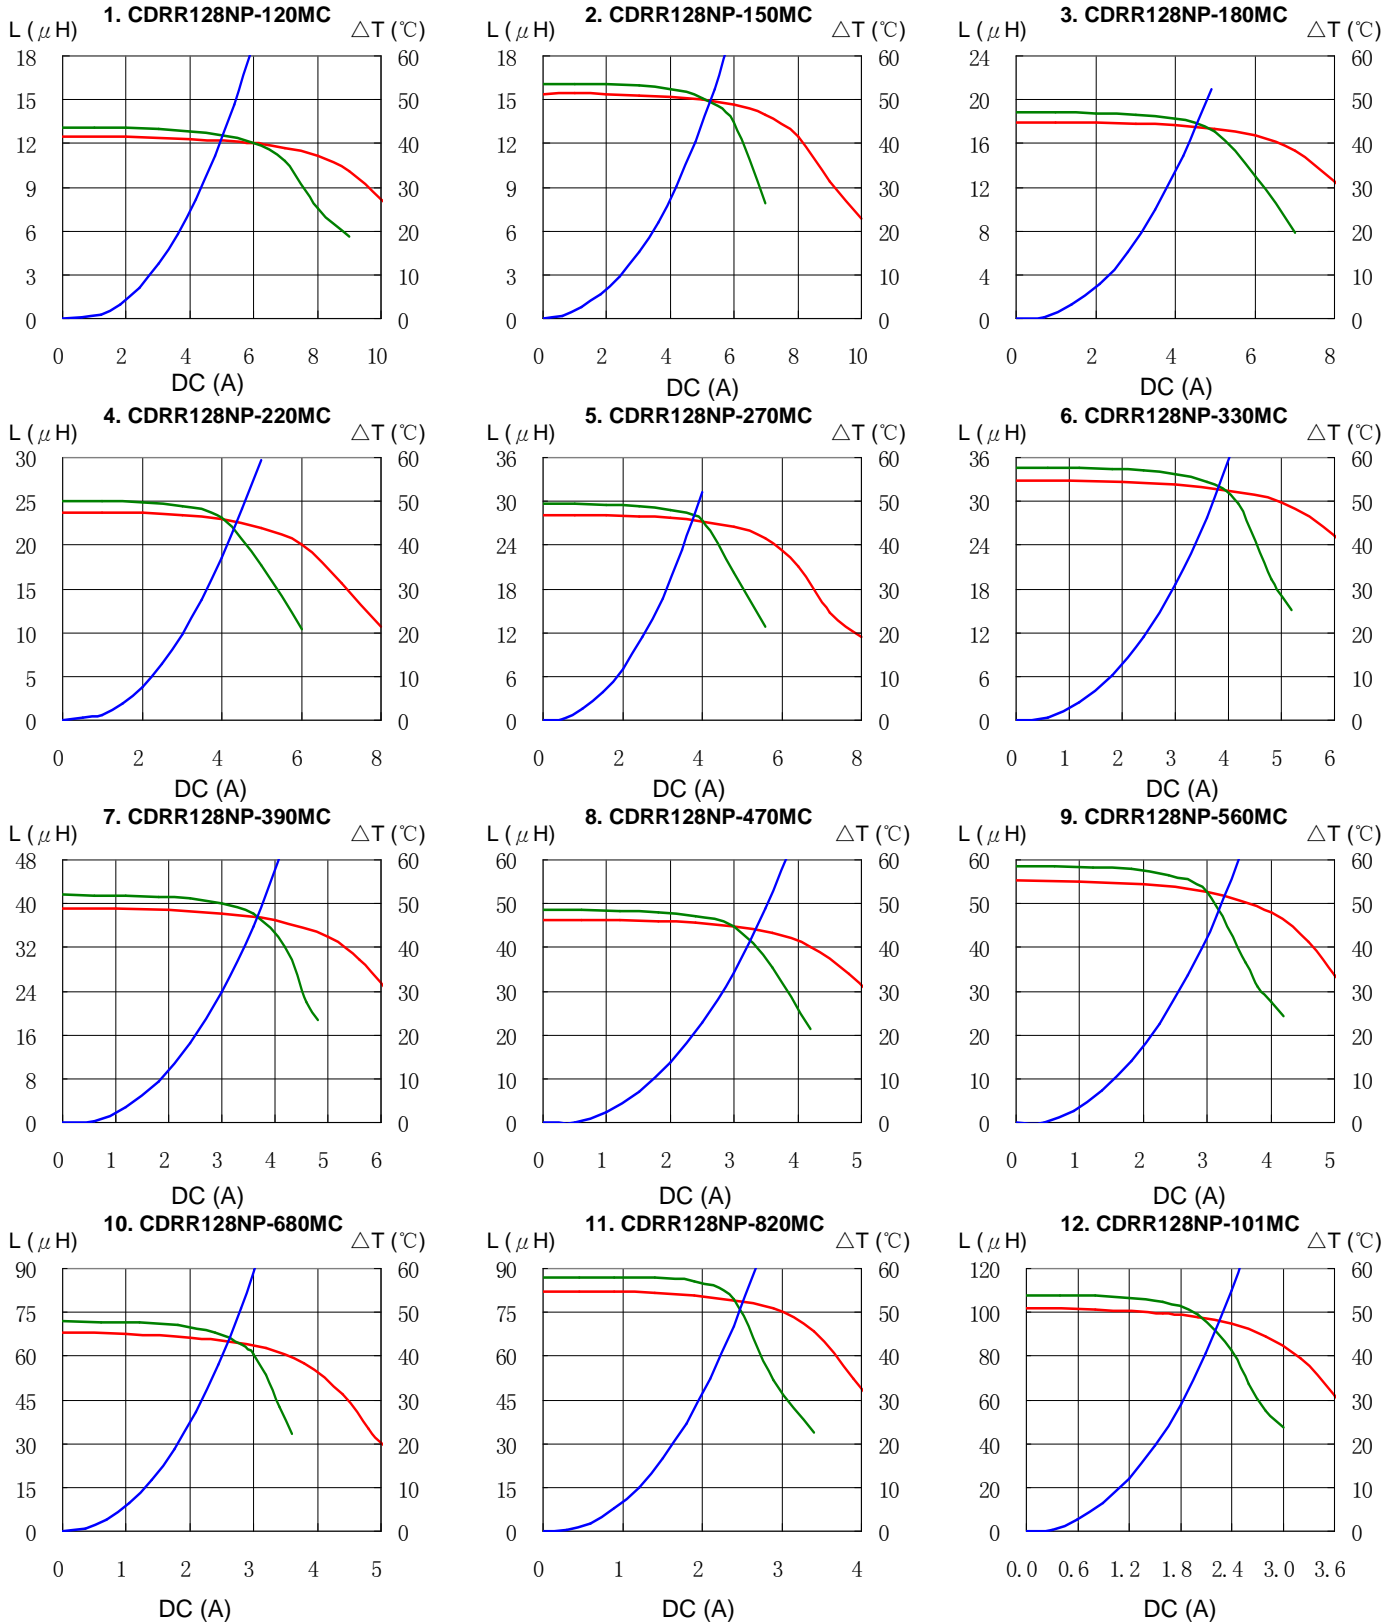 1. CDRR128NP-120MC
L ( μ H)
△T (℃)
18
15
12
9
6
3
0
60
50
40
30
20
10
0
0 2 4 6 8 10
DC (A)
2. CDRR128NP-150MC
L ( μ H)
△T (℃)
18
15
12
9
6
3
0
60
50
40
30
20
10
0
0 2 4 6 8 10
DC (A)
3. CDRR128NP-180MC
L ( μ H)
△T (℃)
24
20
16
12
8
4
0
60
50
40
30
20
10
0
0 2 4 6 8
DC (A)
4. CDRR128NP-220MC
L ( μ H)
△T (℃)
30
25
20
15
10
5
0
60
50
40
30
20
10
0
0 2 4 6 8
DC (A)
5. CDRR128NP-270MC
L ( μ H)
△T (℃)
36
30
24
18
12
6
0
60
50
40
30
20
10
0
0 2 4 6 8
DC (A)
6. CDRR128NP-330MC
L ( μ H)
△T (℃)
36
30
24
18
12
6
0
60
50
40
30
20
10
0
0 1 2 3 4 5 6
DC (A)
7. CDRR128NP-390MC
L ( μ H)
△T (℃)
48
40
32
24
16
8
0
60
50
40
30
20
10
0
0 1 2 3 4 5 6
DC (A)
8. CDRR128NP-470MC
L ( μ H)
△T (℃)
60
50
40
30
20
10
0
60
50
40
30
20
10
0
0 1 2 3 4 5
DC (A)
9. CDRR128NP-560MC
L ( μ H)
△T (℃)
60
50
40
30
20
10
0
60
50
40
30
20
10
0
0 1 2 3 4 5
DC (A)
10. CDRR128NP-680MC
L ( μ H)
△T (℃)
90
75
60
45
30
15
0
60
50
40
30
20
10
0
0 1 2 3 4 5
DC (A)
11. CDRR128NP-820MC
L ( μ H)
△T (℃)
90
75
60
45
30
15
0
60
50
40
30
20
10
0
0 1 2 3 4
DC (A)
12. CDRR128NP-101MC
L ( μ H)
△T (℃)
120
100
80
60
40
20
0
60
50
40
30
20
10
0
0.0 0.6 1.2 1.8 2.4 3.0 3.6
DC (A)